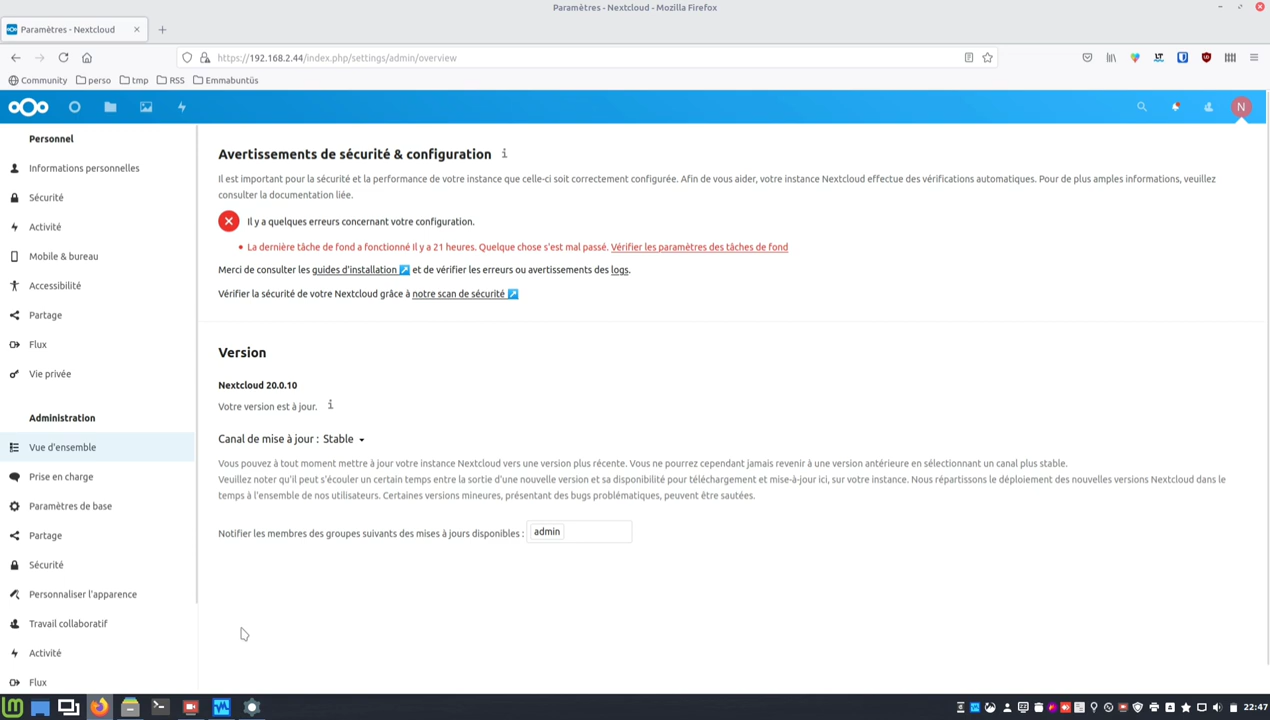 Paramètres - Nextcloud - Mozilla Firefox
Paramètres - Nextcloud
https://192.168.2.44/index.php/settings/admin/overview
Community perso tmp RSS Emmabuntüs
N
Personnel
Informations personnelles
Sécurité
Activité
Mobile & bureau
Accessibilité
Partage
Flux
Vie privée
Administration
Vue d'ensemble
Prise en charge
Paramètres de base
Partage
Sécurité
Personnaliser l'apparence
Travail collaboratif
Activité
Flux
Avertissements de sécurité & configuration
Il est important pour la sécurité et la performance de votre instance que celle-ci soit correctement configurée. Afin de vous aider, votre instance Nextcloud effectue des vérifications automatiques. Pour de plus amples informations, veuillez
consulter la documentation liée.
Il y a quelques erreurs concernant votre configuration.
La dernière tâche de fond a fonctionné Il y a 21 heures. Quelque chose s'est mal passé. Vérifier les paramètres des tâches de fond
Merci de consulter les guides d'installation et de vérifier les erreurs ou avertissements des logs.
Vérifier la sécurité de votre Nextcloud grâce à notre scan de sécurité
Version
Nextcloud 20.0.10
Votre version est à jour.
Canal de mise à jour : Stable
Vous pouvez à tout moment mettre à jour votre instance Nextcloud vers une version plus récente. Vous ne pourrez cependant jamais revenir à une version antérieure en sélectionnant un canal plus stable.
Veuillez noter qu'il peut s'écouler un certain temps entre la sortie d'une nouvelle version et sa disponibilité pour téléchargement et mise-à-jour ici, sur votre instance. Nous répartissons le déploiement des nouvelles versions Nextcloud dans le
temps à l'ensemble de nos utilisateurs. Certaines versions mineures, présentant des bugs problématiques, peuvent être sautées.
Notifier les membres des groupes suivants des mises à jours disponibles : admin
22:47